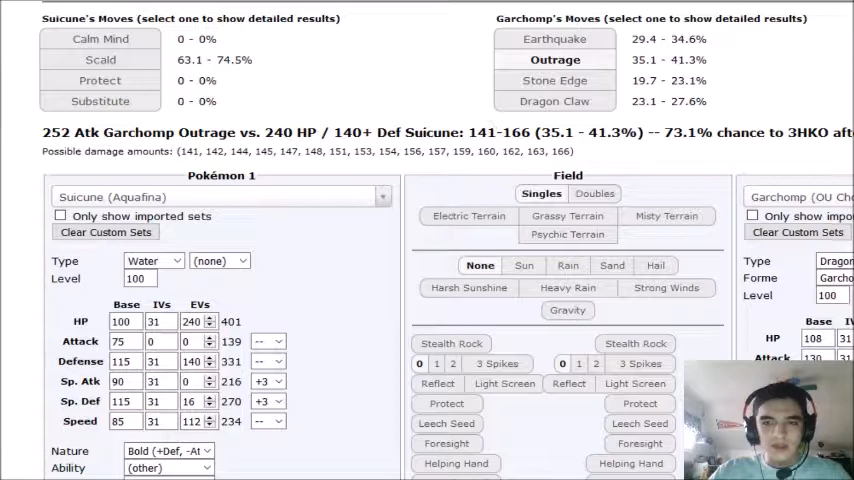 Suicune's Moves (select one to show detailed results)
Garchomp's Moves (select one to show detailed results)
Calm Mind 0 - 0%
Scald 63.1 - 74.5%
Protect 0 - 0%
Substitute 0 - 0%
Earthquake 29.4 - 34.6%
Outrage 35.1 - 41.3%
Stone Edge 19.7 - 23.1%
Dragon Claw 23.1 - 27.6%
252 Atk Garchomp Outrage vs. 240 HP / 140+ Def Suicune: 141-166 (35.1 - 41.3%) -- 73.1% chance to 3HKO afte
Possible damage amounts: (141, 142, 144, 145, 147, 148, 151, 153, 154, 156, 157, 159, 160, 162, 163, 166)
Pokémon 1
Suicune (Aquafina)
Only show imported sets
Clear Custom Sets
Type Water (none)
Level 100
Base IVs EVs
HP 100 31 240 401
Attack 75 0 0 139 --
Defense 115 31 140 331 --
Sp. Atk 90 31 0 216 +3
Sp. Def 115 31 16 270 +3
Speed 85 31 112 234 --
Nature Bold (+Def, -At
Ability (other)
Field
Singles Doubles
Electric Terrain Grassy Terrain Misty Terrain
Psychic Terrain
None Sun Rain Sand Hail
Harsh Sunshine Heavy Rain Strong Winds
Gravity
Stealth Rock Stealth Rock
0 1 2 3 Spikes 0 1 2 3 Spikes
Reflect Light Screen Reflect Light Screen
Protect Protect
Leech Seed Leech Seed
Foresight Foresight
Helping Hand Helping Hand
Garchomp (OU Cho
Only show impo
Clear Custom Sets
Type Drago
Forme Garcho
Level 100
Base IV
HP 108 31
Attack 130 31